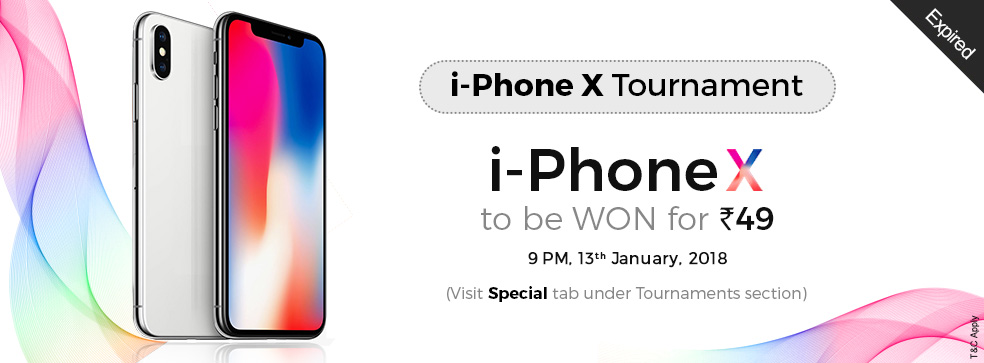 Expired
i-Phone X Tournament
i-Phone X
to be WON for ₹49
9 PM, 13th January, 2018
(Visit Special tab under Tournaments section)
T&C Apply